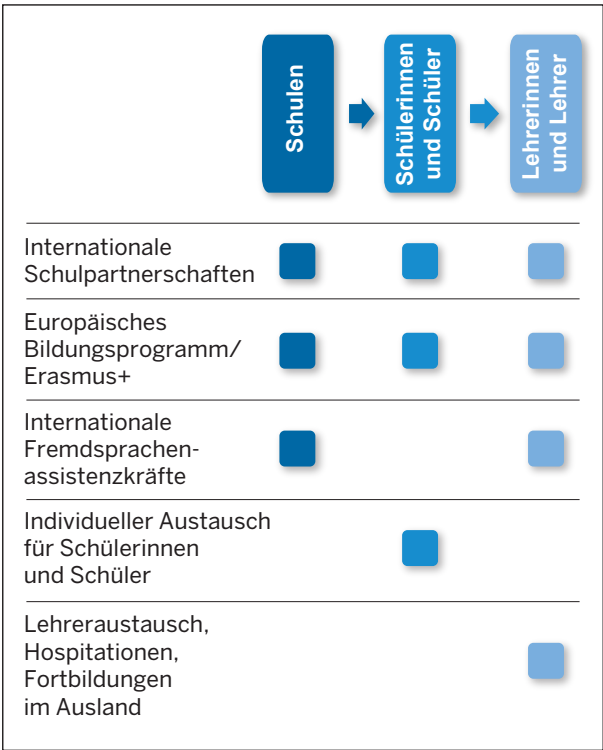 Schulen
Schülerinnen
und Schüler
Lehrerinnen
und Lehrer
Internationale
Schulpartnerschaften
Europäisches
Bildungsprogramm/
Erasmus+
Internationale
Fremdsprachen-
assistenzkräfte
Individueller Austausch
für Schülerinnen
und Schüler
Lehreraustausch,
Hospitationen,
Fortbildungen
im Ausland